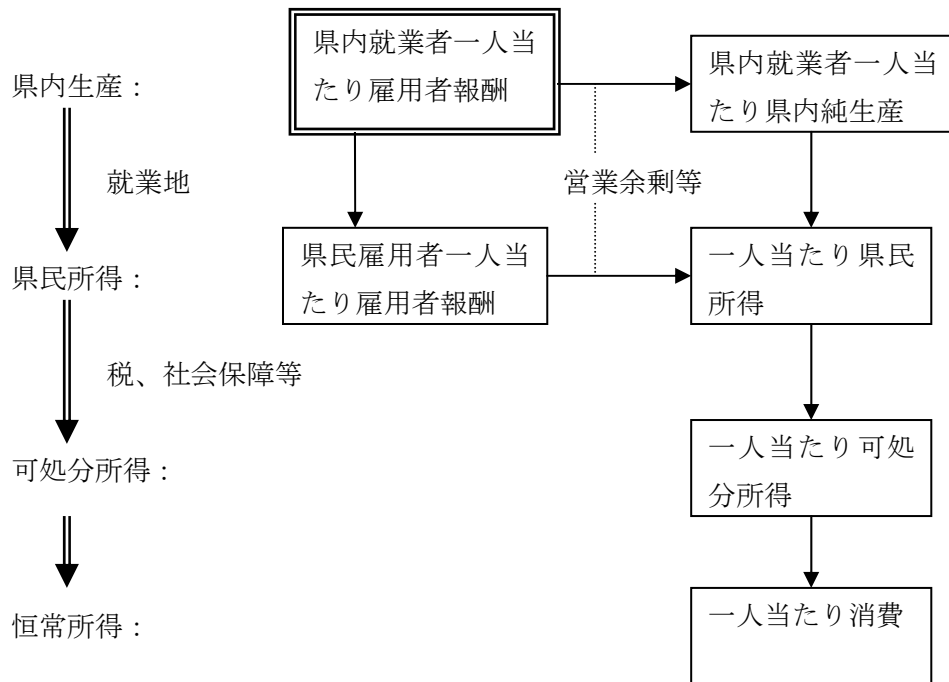 県内就業者一人当
たり雇用者報酬
県内就業者一人当
たり県内純生産
県内生産：
就業地
営業余剰等
県民雇用者一人当
たり雇用者報酬
一人当たり県民
所得
県民所得：
税、社会保障等
一人当たり可処
分所得
可処分所得：
一人当たり消費
恒常所得：